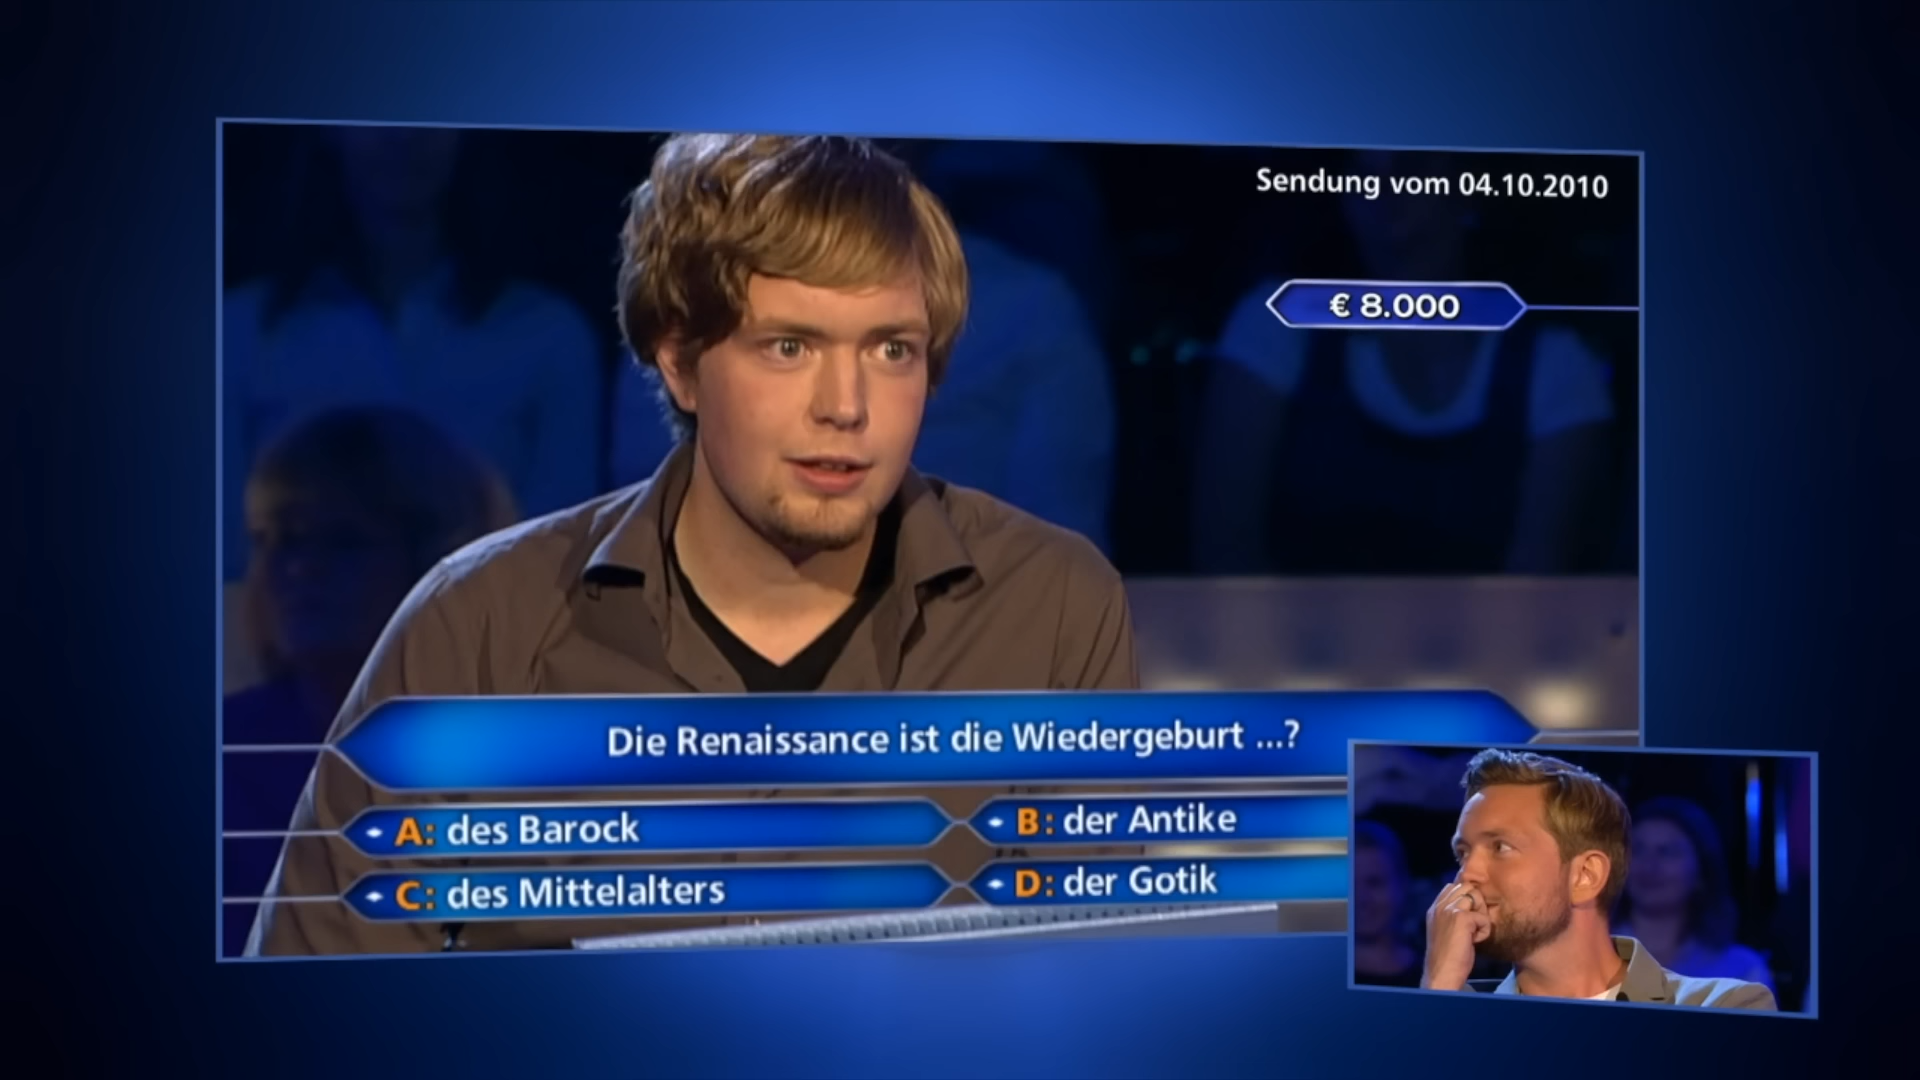 Sendung vom 04.10.2010
€ 8.000
Die Renaissance ist die Wiedergeburt ...?
A: des Barock
B: der Antike
C: des Mittelalters
D: der Gotik